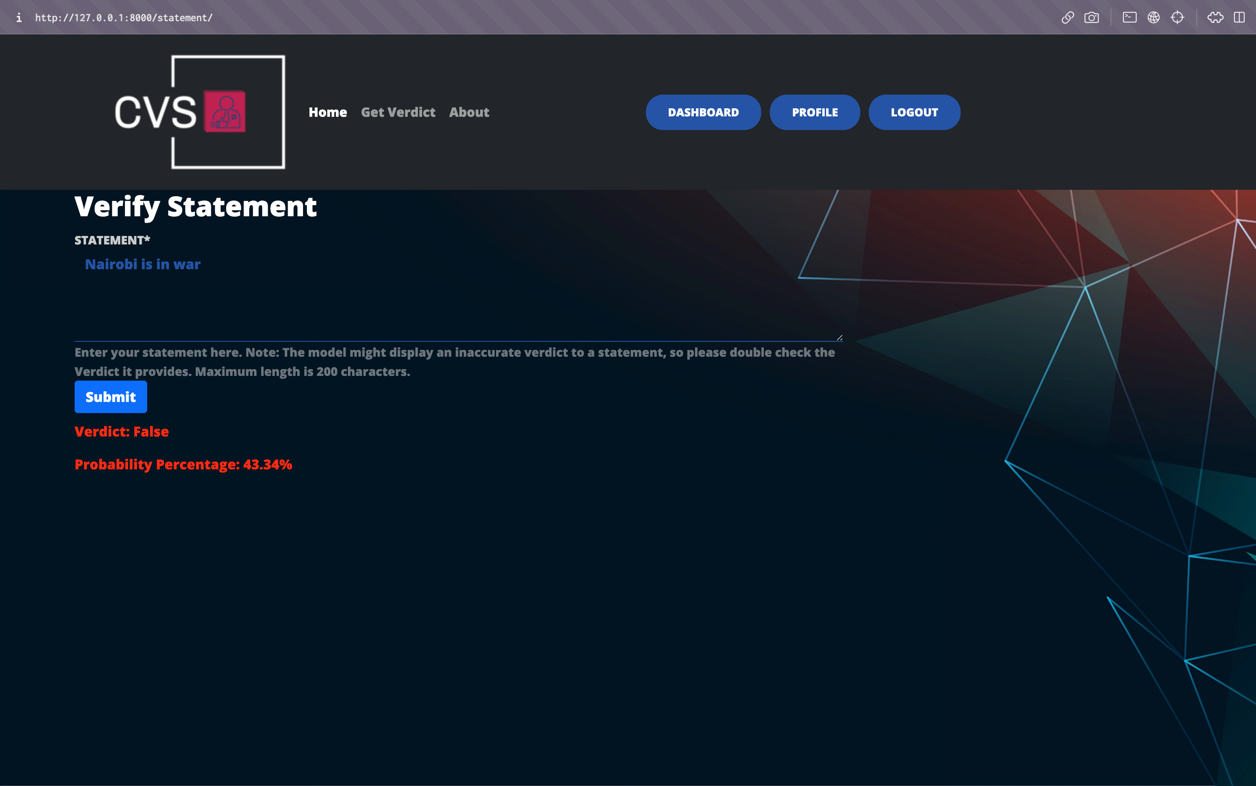 http://127.0.0.1:8000/statement/
CVS
Home Get Verdict About DASHBOARD PROFILE LOGOUT
Verify Statement
STATEMENT*
Nairobi is in war
Enter your statement here. Note: The model might display an inaccurate verdict to a statement, so please double check the
Verdict it provides. Maximum length is 200 characters.
Submit
Verdict: False
Probability Percentage: 43.34%